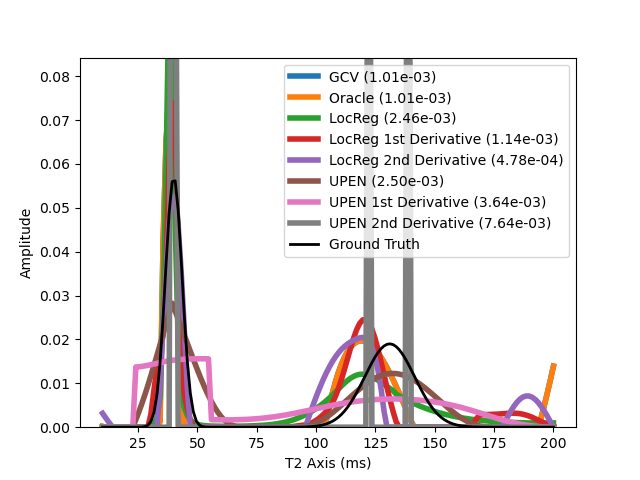 0.08
0.07
0.06
0.05
0.04
0.03
0.02
0.01
0.00
Amplitude
GCV (1.01e-03)
Oracle (1.01e-03)
LocReg (2.46e-03)
LocReg 1st Derivative (1.14e-03)
LocReg 2nd Derivative (4.78e-04)
UPEN (2.50e-03)
UPEN 1st Derivative (3.64e-03)
UPEN 2nd Derivative (7.64e-03)
Ground Truth
25 50 75 100 125 150 175 200
T2 Axis (ms)